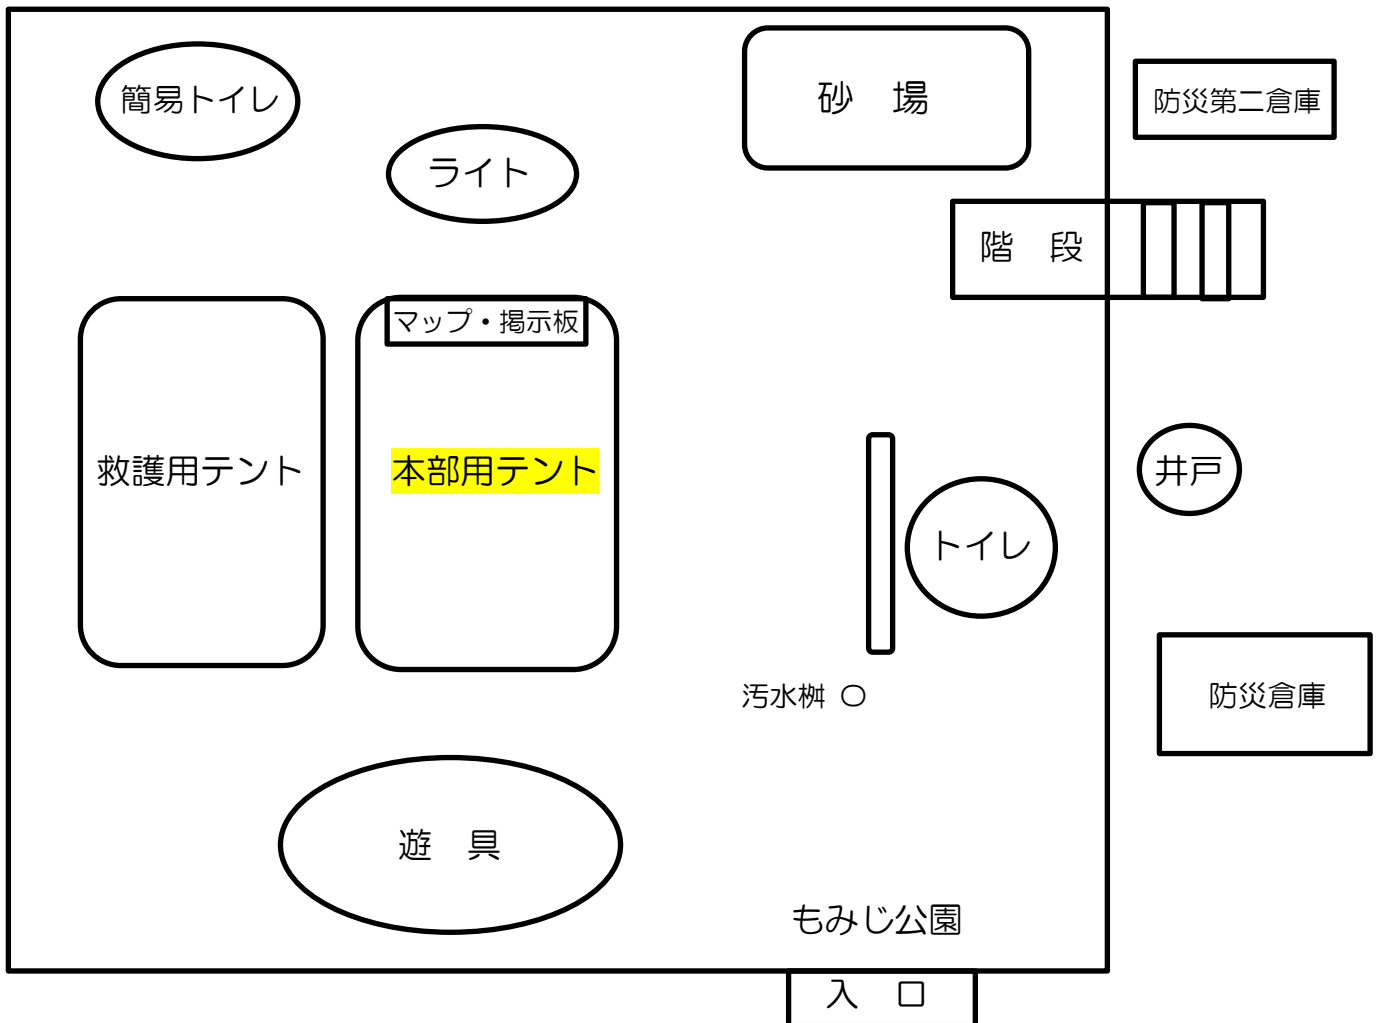 簡易トイレ
砂　場
防災第二倉庫
ライト
階　段
マップ・掲示板
救護用テント
本部用テント
井戸
トイレ
汚水桝
防災倉庫
遊　具
もみじ公園
入　口